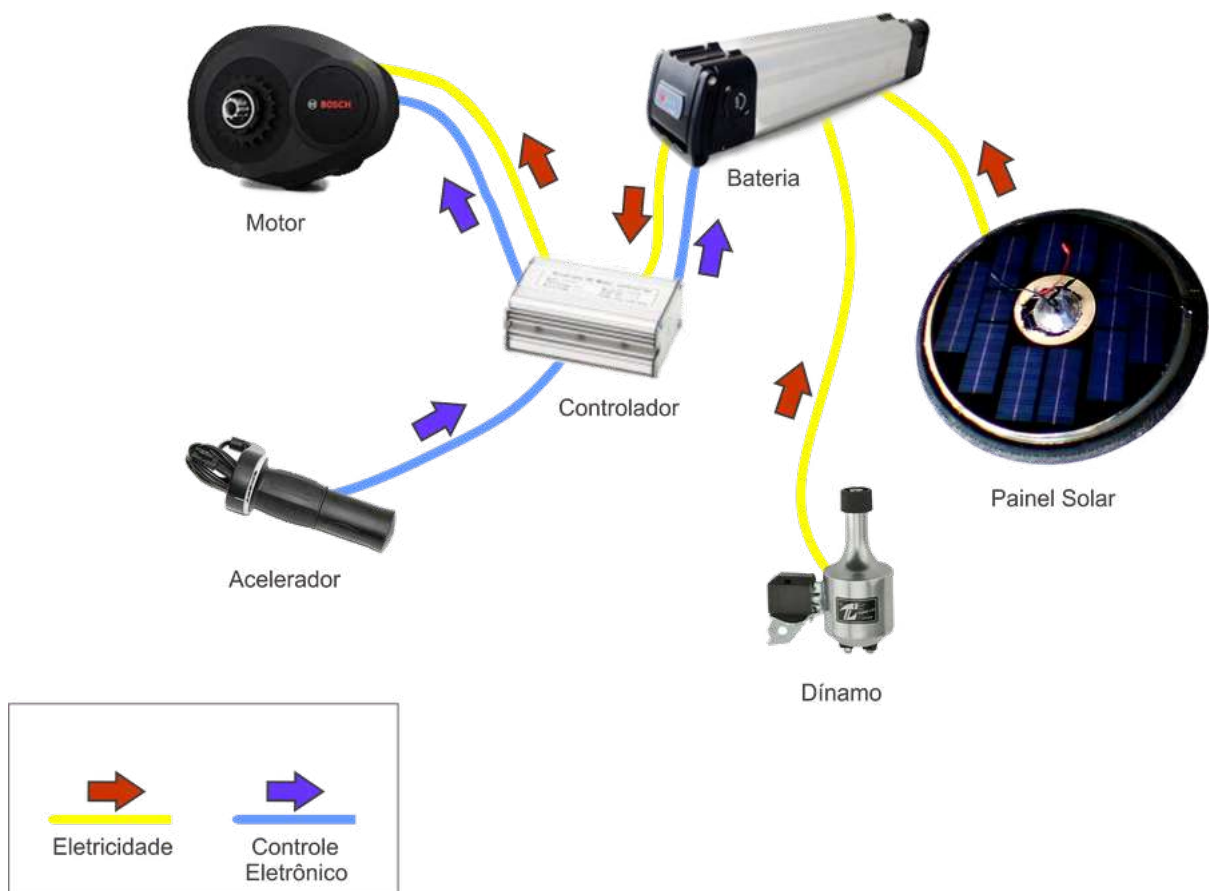 BOSCH
Motor
Bateria
Controlador
Painel Solar
Acelerador
Dínamo
Eletricidade
Controle
Eletrônico